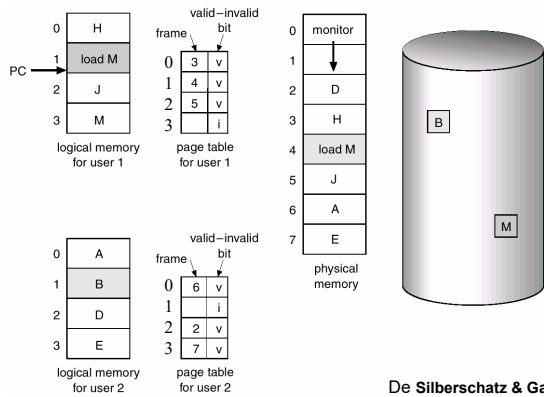 valid–invalid
bit
frame
0 H
1 load M
PC
2 J
3 M
logical memory
for user 1
0 3 v
1 4 v
2 5 v
3 i
page table
for user 1
0 monitor
1
2 D
3 H
4 load M
5 J
6 A
7 E
physical
memory
B
M
valid–invalid
bit
frame
0 A
1 B
2 D
3 E
logical memory
for user 2
0 6 v
1 i
2 2 v
3 7 v
page table
for user 2
De Silberschatz & Ga